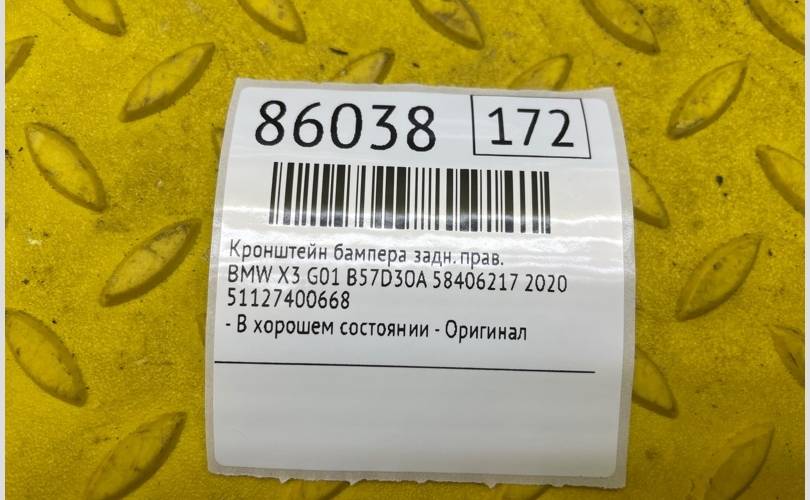 86038 172
Кронштейн бампера задн. прав.
BMW X3 G01 B57D30A 58406217 2020
51127400668
- В хорошем состоянии - Оригинал